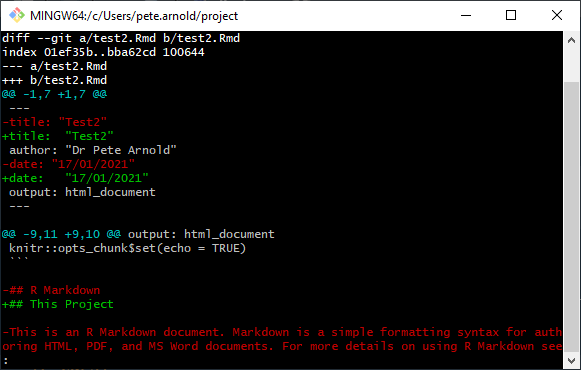 MINGW64:/c/Users/pete.arnold/project
diff --git a/test2.Rmd b/test2.Rmd
index 01ef35b..bba62cd 100644
--- a/test2.Rmd
+++ b/test2.Rmd
@@ -1,7 +1,7 @@
 ---
-title: "Test2"
+title:  "Test2"
 author: "Dr Pete Arnold"
-date: "17/01/2021"
+date:   "17/01/2021"
 output: html_document
 ---

@@ -9,11 +9,10 @@ output: html_document
 knitr::opts_chunk$set(echo = TRUE)
 ```

-## R Markdown
+## This Project

-This is an R Markdown document. Markdown is a simple formatting syntax for auth
oring HTML, PDF, and MS Word documents. For more details on using R Markdown see
: